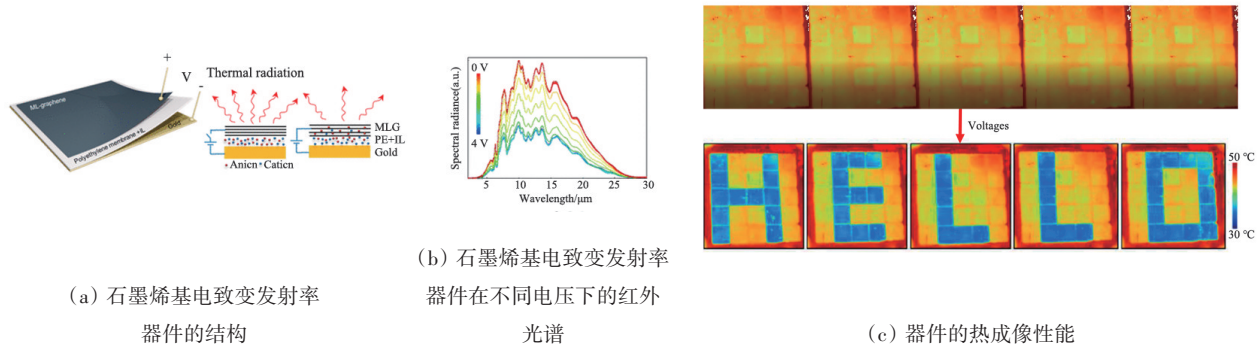 +
V
-
ML-graphene
Polyethylene membrane +IL
Gold
Thermal radiation
MLG
PE+IL
Gold
Anicn Caticn
(a) 石墨烯基电致变发射率
器件的结构
Spectral radiance(a.u.)
0 V
4 V
5 10 15 20 25 30
Wavelength/μm
(b) 石墨烯基电致变发射率
器件在不同电压下的红外
光谱
Voltages
HELLO
50 ℃
30 ℃
(c) 器件的热成像性能